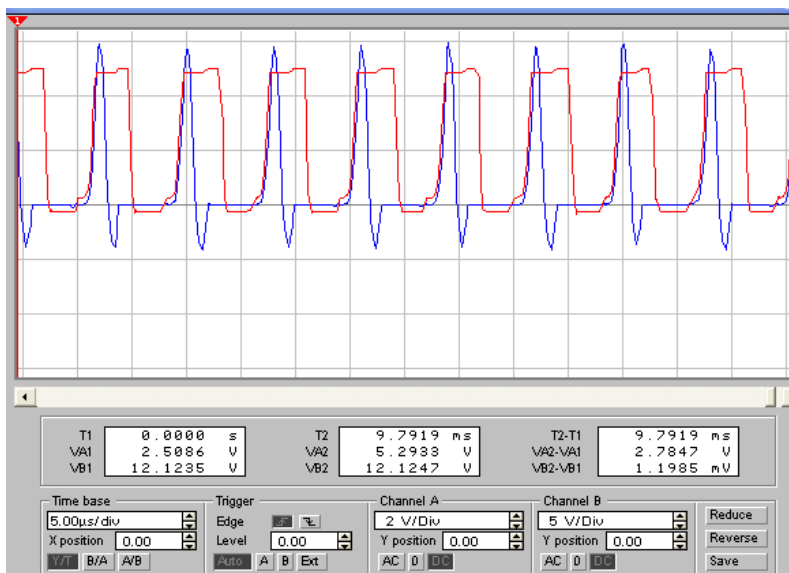 1
T1 0.0000 s T2 9.7919 ms T2-T1 9.7919 ms
VA1 2.5086 V VA2 5.2933 V VA2-VA1 2.7847 V
VB1 12.1235 V VB2 12.1247 V VB2-VB1 1.1985 mV
Time base Trigger Channel A Channel B
5.00µs/div Edge 2 V/Div 5 V/Div Reduce
X position 0.00 Level 0.00 Y position 0.00 Y position 0.00 Reverse
Y/T B/A A/B Auto A B Ext AC 0 DC AC 0 DC Save